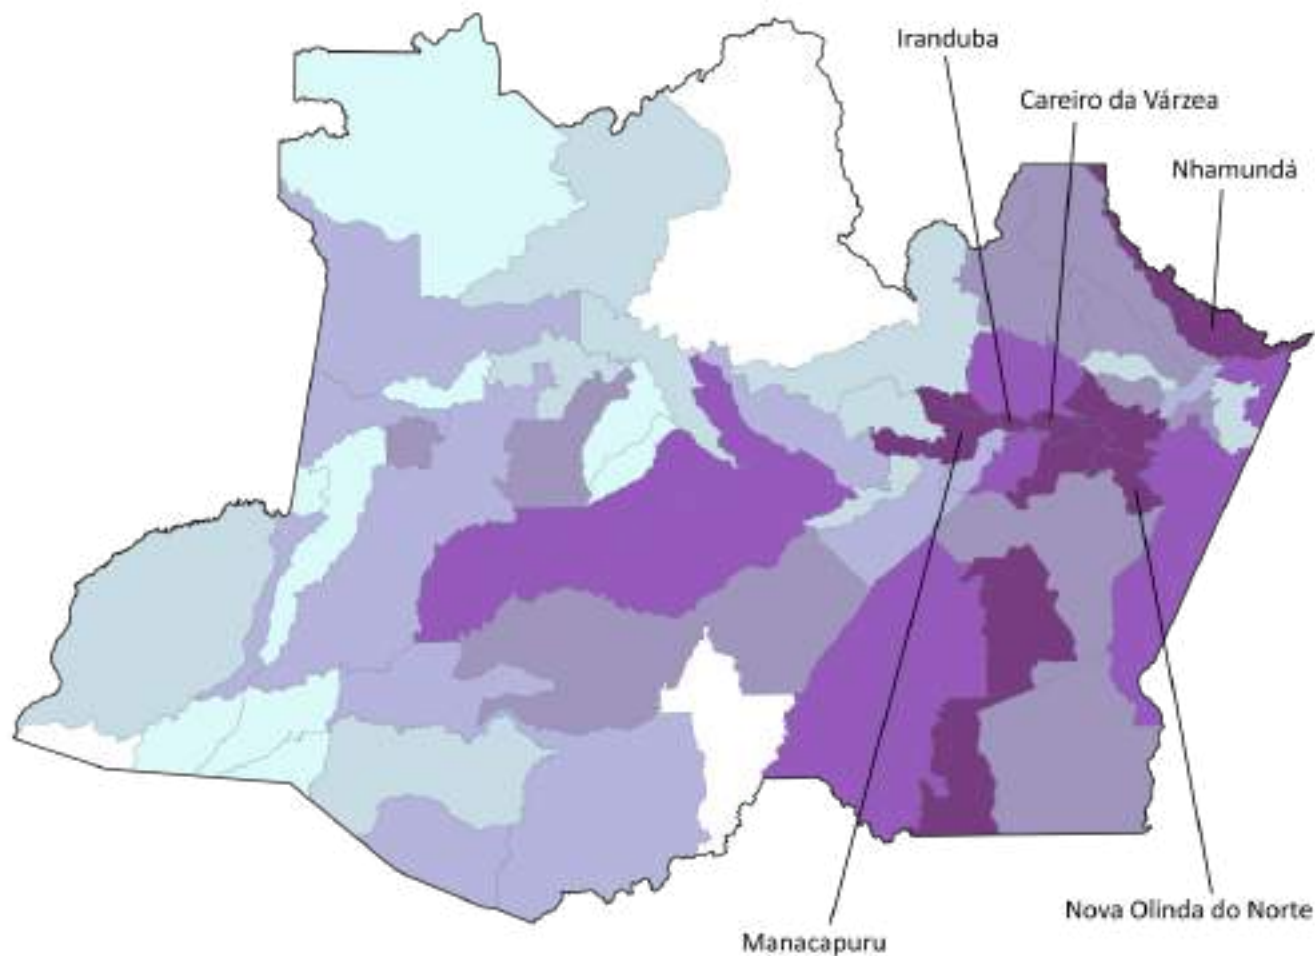 Iranduba
Careiro da Várzea
Nhamundá
Nova Olinda do Norte
Manacapuru